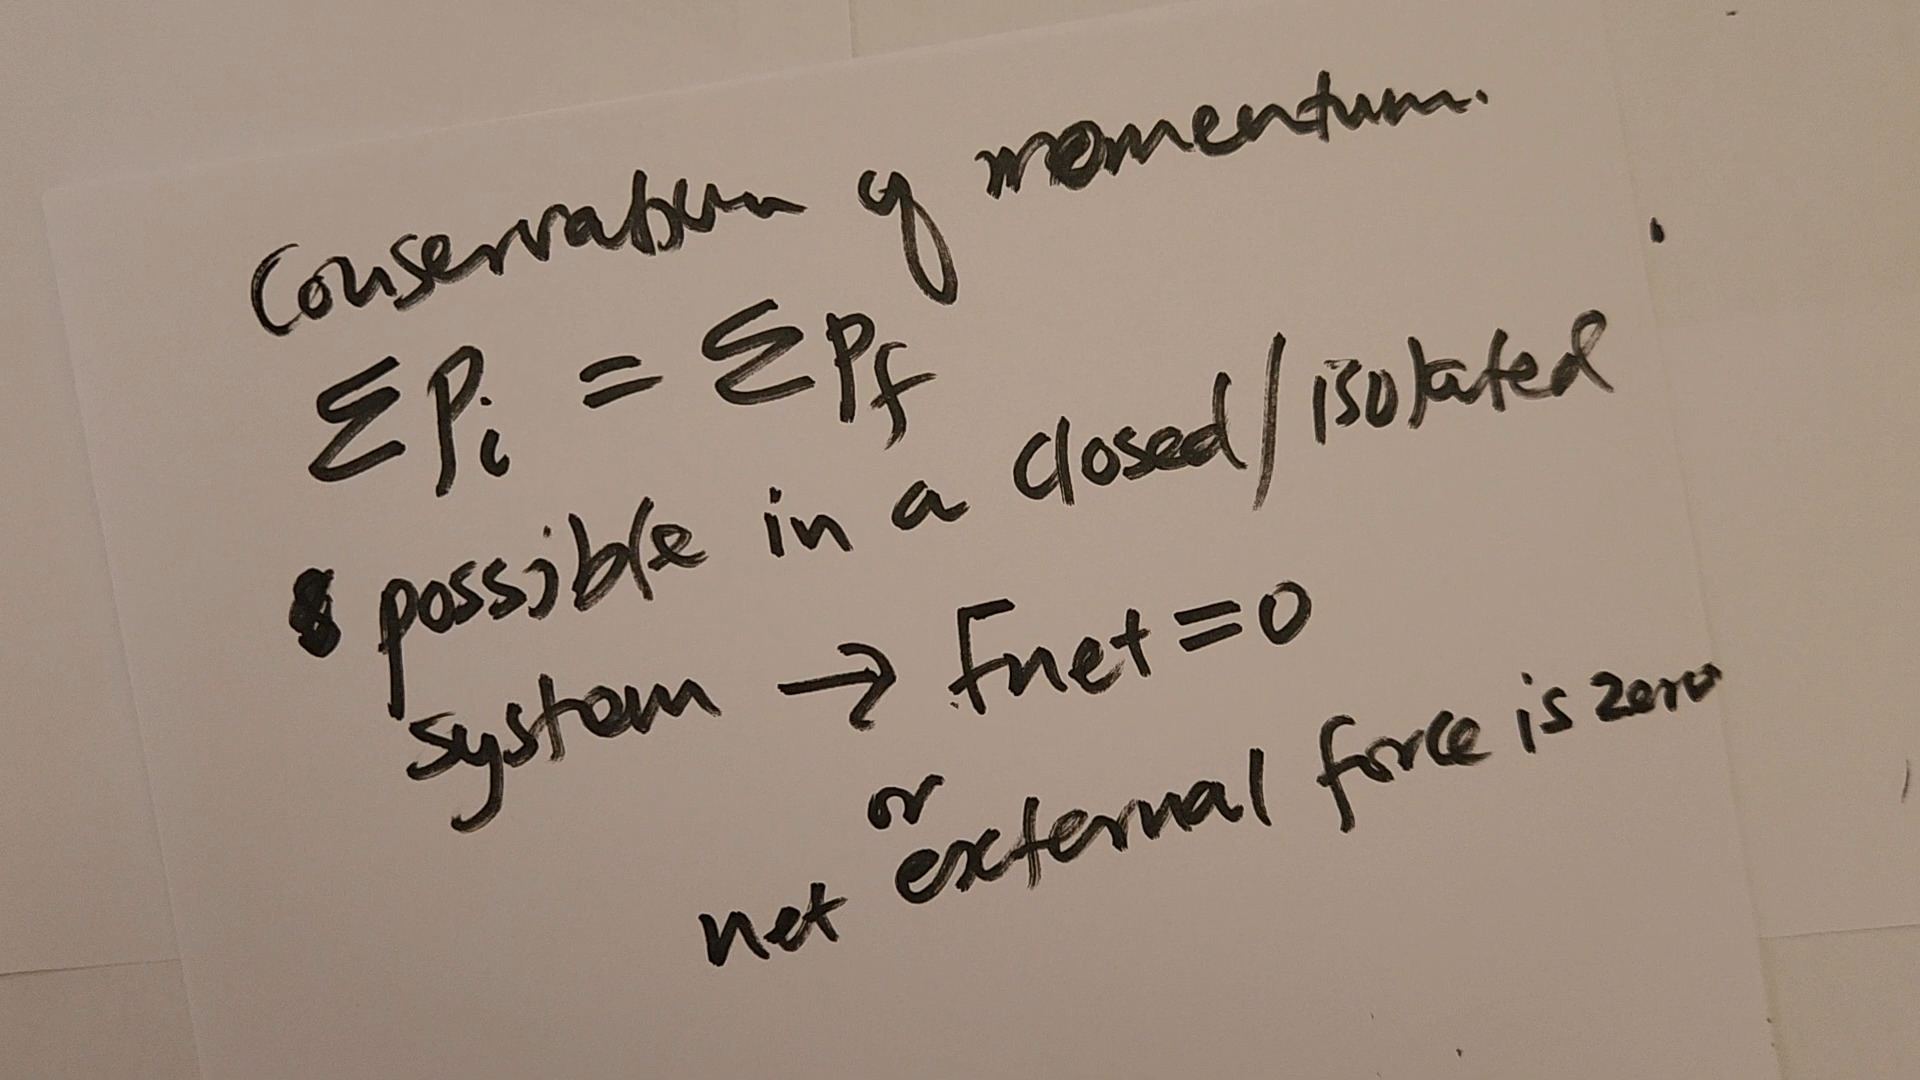 Conservation of momentum.
Σpi = Σpf
possible in a closed/isolated
system → Fnet=0
or
net external force is zero